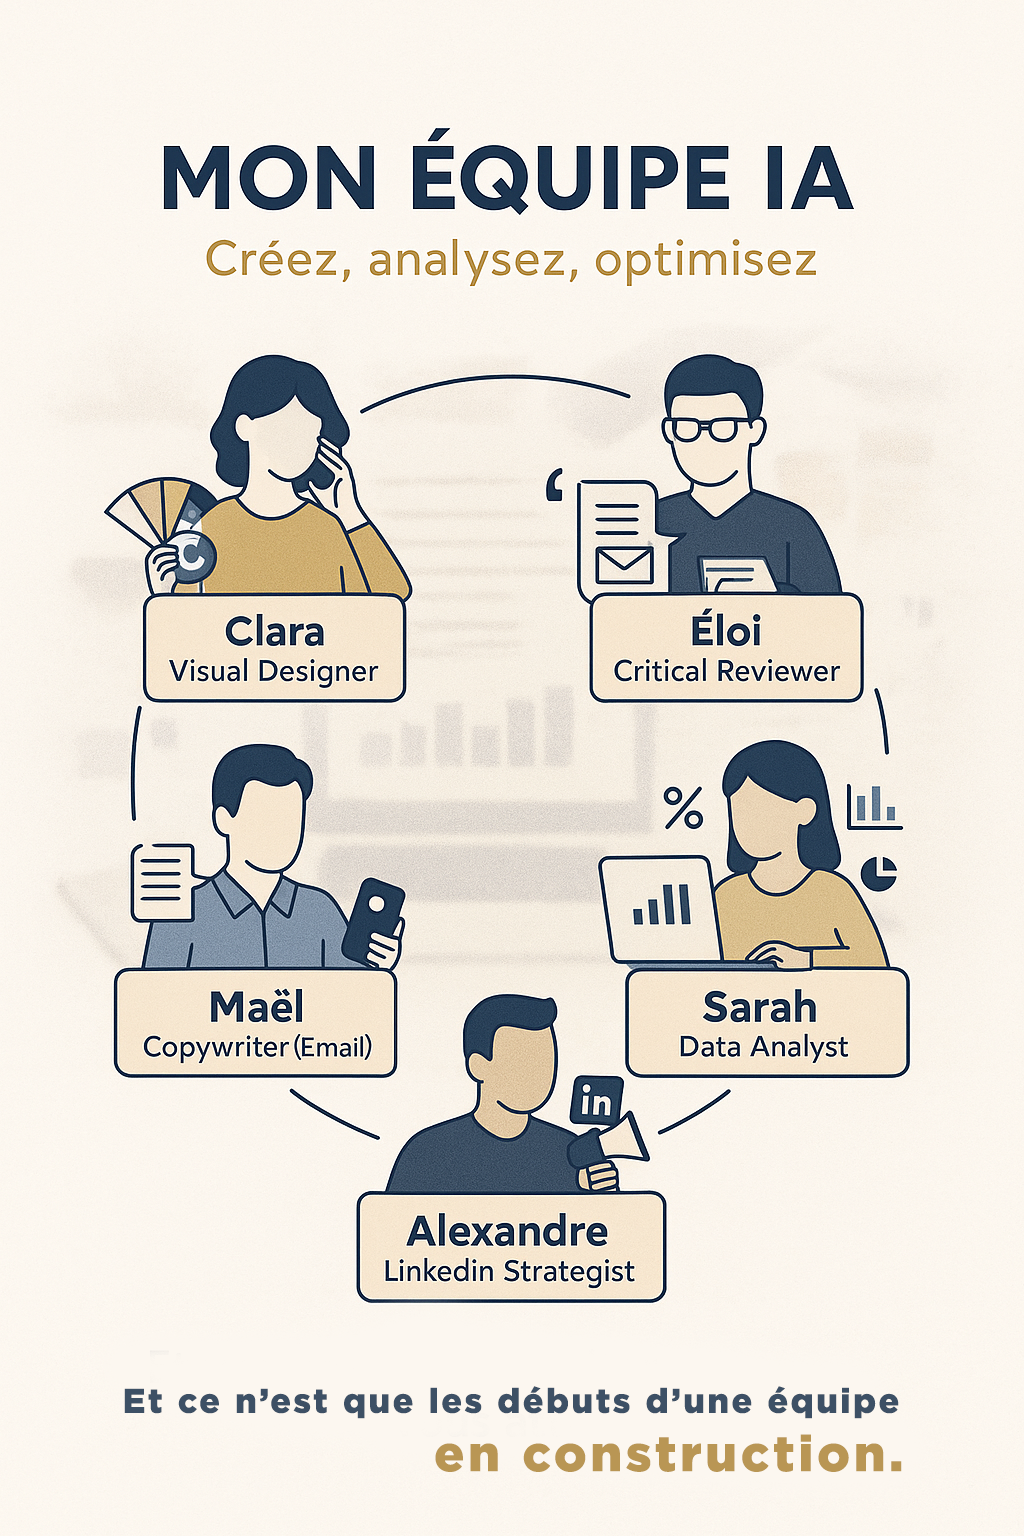 MON ÉQUIPE IA
Créez, analysez, optimisez
C
Clara
Visual Designer
Éloi
Critical Reviewer
%
Maël
Copywriter (Email)
Sarah
Data Analyst
in
Alexandre
Linkedin Strategist
Et ce n'est que les débuts d'une équipe
en construction.